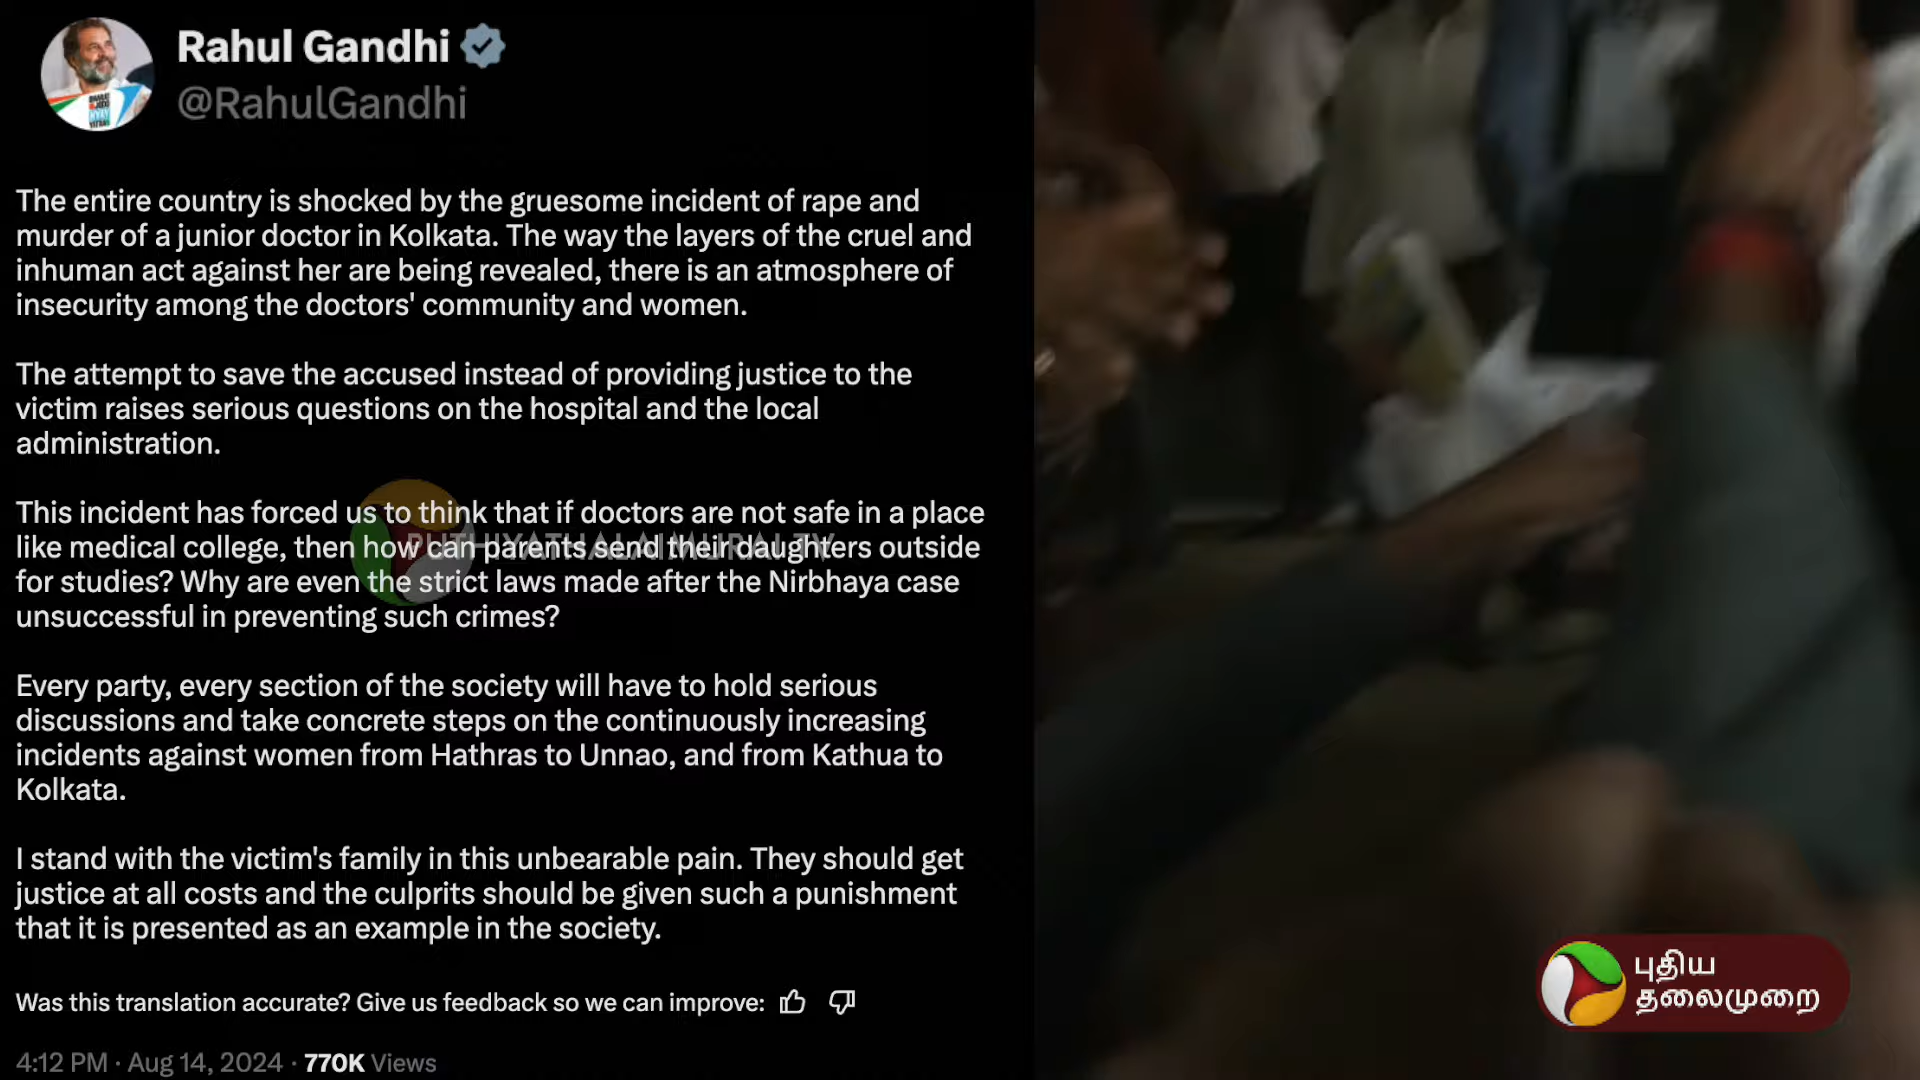 Rahul Gandhi
@RahulGandhi
The entire country is shocked by the gruesome incident of rape and
murder of a junior doctor in Kolkata. The way the layers of the cruel and
inhuman act against her are being revealed, there is an atmosphere of
insecurity among the doctors' community and women.
The attempt to save the accused instead of providing justice to the
victim raises serious questions on the hospital and the local
administration.
This incident has forced us to think that if doctors are not safe in a place
like medical college, then how can parents send their daughters outside
for studies? Why are even the strict laws made after the Nirbhaya case
unsuccessful in preventing such crimes?
Every party, every section of the society will have to hold serious
discussions and take concrete steps on the continuously increasing
incidents against women from Hathras to Unnao, and from Kathua to
Kolkata.
I stand with the victim's family in this unbearable pain. They should get
justice at all costs and the culprits should be given such a punishment
that it is presented as an example in the society.
Was this translation accurate? Give us feedback so we can improve:
4:12 PM · Aug 14, 2024 · 770K Views
PUTHIYATHALAIMURAI TV
புதிய
தலைமுறை